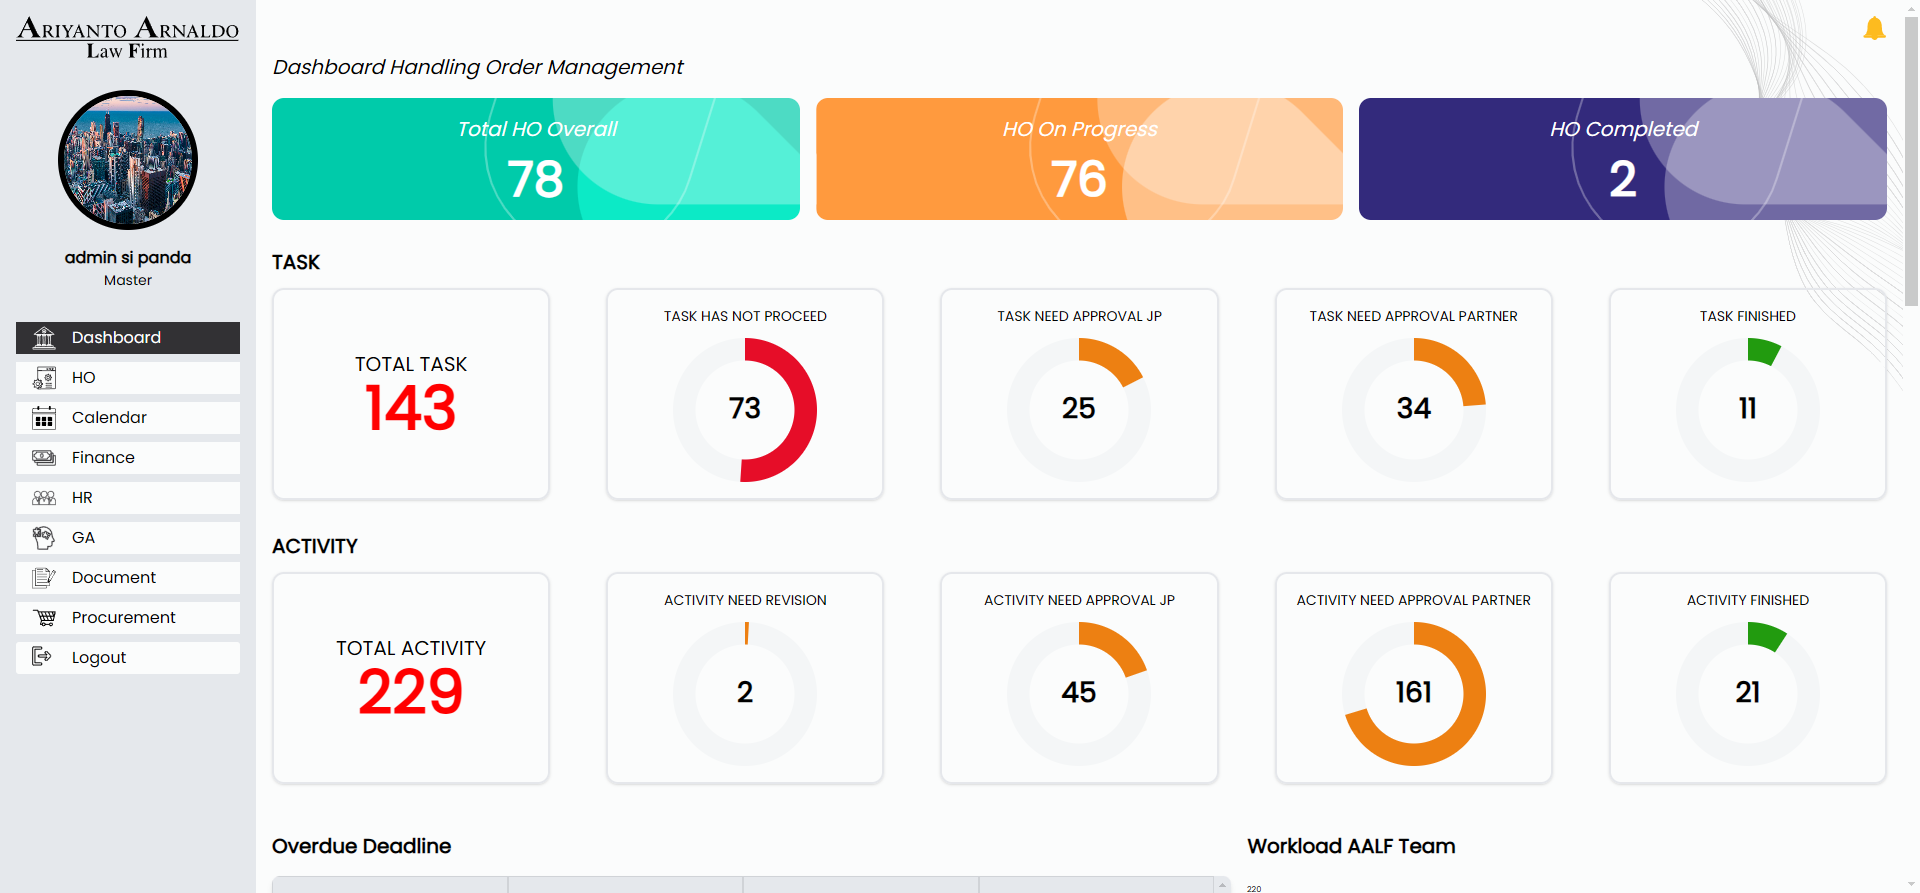 ARIYANTO ARNALDO
Law Firm
admin si panda
Master
Dashboard
HO
Calendar
Finance
HR
GA
Document
Procurement
Logout
Dashboard Handling Order Management
Total HO Overall
78
HO On Progress
76
HO Completed
2
TASK
TOTAL TASK
143
TASK HAS NOT PROCEED
73
TASK NEED APPROVAL JP
25
TASK NEED APPROVAL PARTNER
34
TASK FINISHED
11
ACTIVITY
TOTAL ACTIVITY
229
ACTIVITY NEED REVISION
2
ACTIVITY NEED APPROVAL JP
45
ACTIVITY NEED APPROVAL PARTNER
161
ACTIVITY FINISHED
21
Overdue Deadline
Workload AALF Team
220